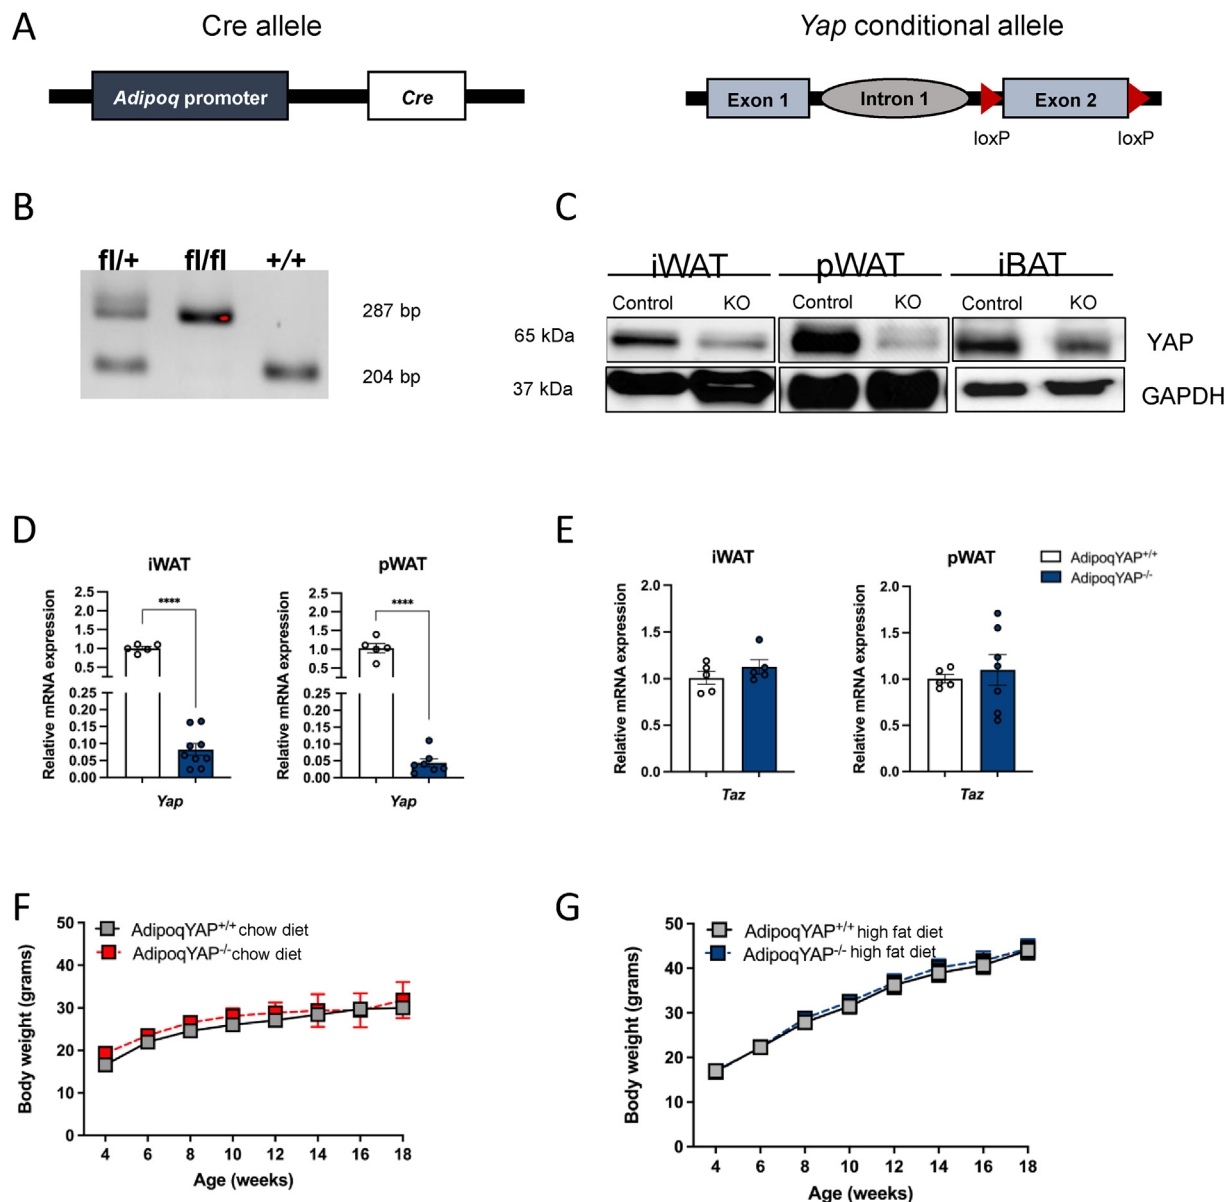 A
Cre allele
Yap conditional allele
Adipoq promoter
Cre
Exon 1
Intron 1
Exon 2
loxP
loxP
B
fl/+ fl/fl +/+
287 bp
204 bp
C
iWAT pWAT iBAT
Control KO Control KO Control KO
65 kDa
YAP
37 kDa
GAPDH
D
iWAT
Relative mRNA expression
2.5
2.0
1.5
1.0
0.5
0.25
0.20
0.15
0.10
0.05
0.00
****
Yap
pWAT
Relative mRNA expression
2.5
2.0
1.5
1.0
0.5
0.25
0.20
0.15
0.10
0.05
0.00
****
Yap
E
iWAT
Relative mRNA expression
2.0
1.5
1.0
0.5
0.0
Taz
pWAT
Relative mRNA expression
2.0
1.5
1.0
0.5
0.0
Taz
AdipoqYAP+/+
AdipoqYAP-/-
F
AdipoqYAP+/+ chow diet
AdipoqYAP-/- chow diet
Body weight (grams)
50
40
30
20
10
0
4 6 8 10 12 14 16 18
Age (weeks)
G
AdipoqYAP+/+ high fat diet
AdipoqYAP-/- high fat diet
Body weight (grams)
50
40
30
20
10
0
4 6 8 10 12 14 16 18
Age (weeks)